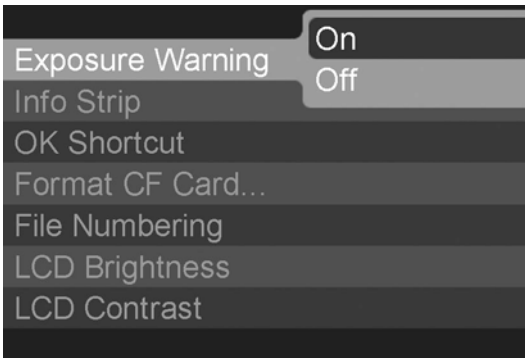 On
Exposure Warning
Off
Info Strip
OK Shortcut
Format CF Card...
File Numbering
LCD Brightness
LCD Contrast